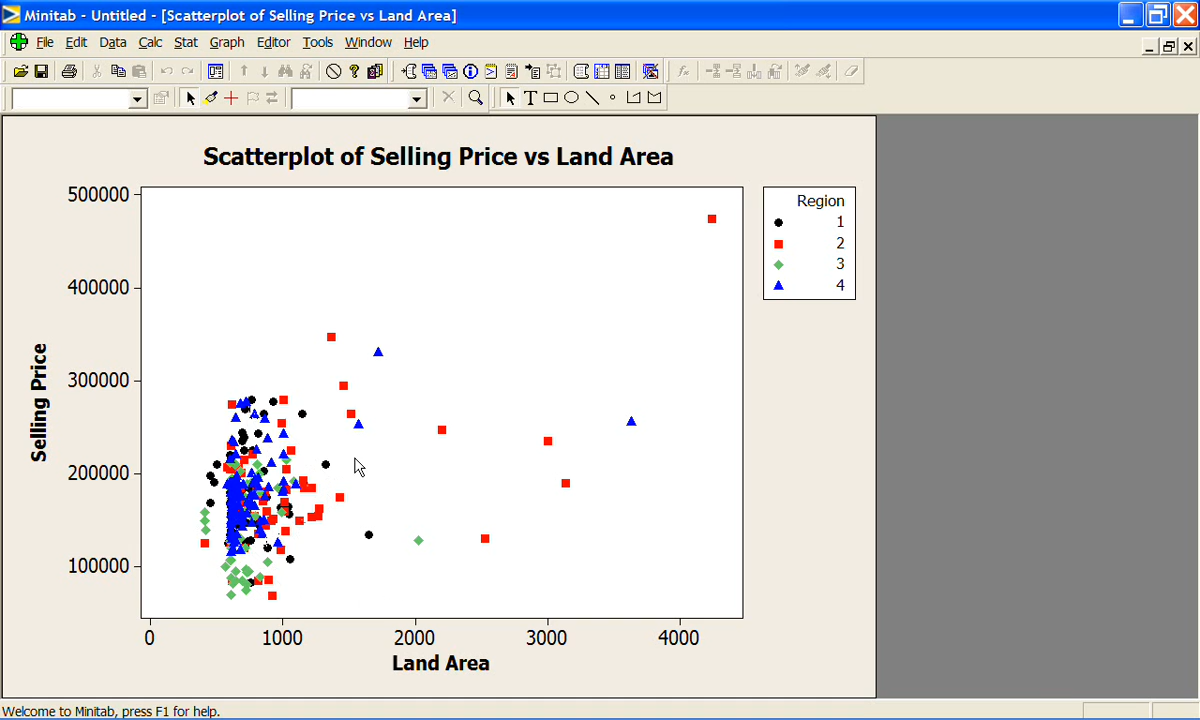 Minitab - Untitled - [Scatterplot of Selling Price vs Land Area]
File Edit Data Calc Stat Graph Editor Tools Window Help
Scatterplot of Selling Price vs Land Area
500000
400000
300000
200000
100000
Selling Price
0 1000 2000 3000 4000
Land Area
Region
1
2
3
4
Welcome to Minitab, press F1 for help.